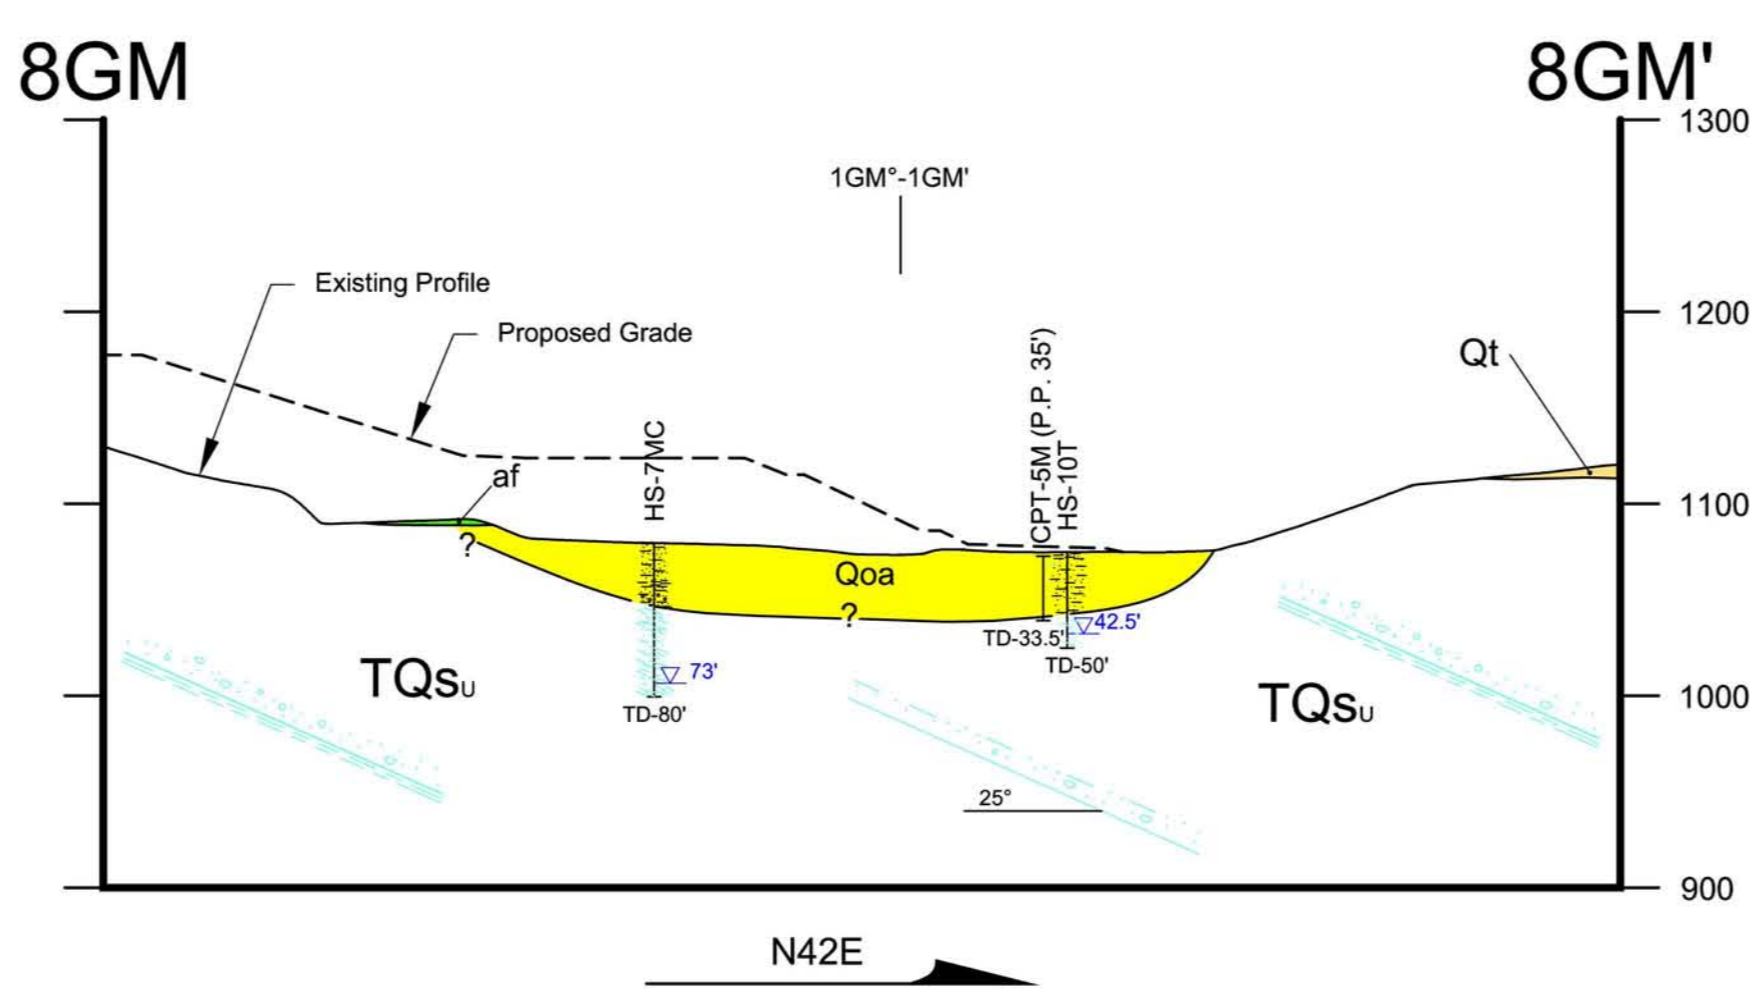 8GM
8GM'
1300
1GM°-1GM'
Existing Profile
1200
Proposed Grade
Qt
CPT-5M (P.P. 35')
HS-10T
HS-7MC
af
1100
?
Qoa
?
42.5'
TD-33.5'
TD-50'
73'
TQsU
TQsU
1000
TD-80'
25°
900
N42E